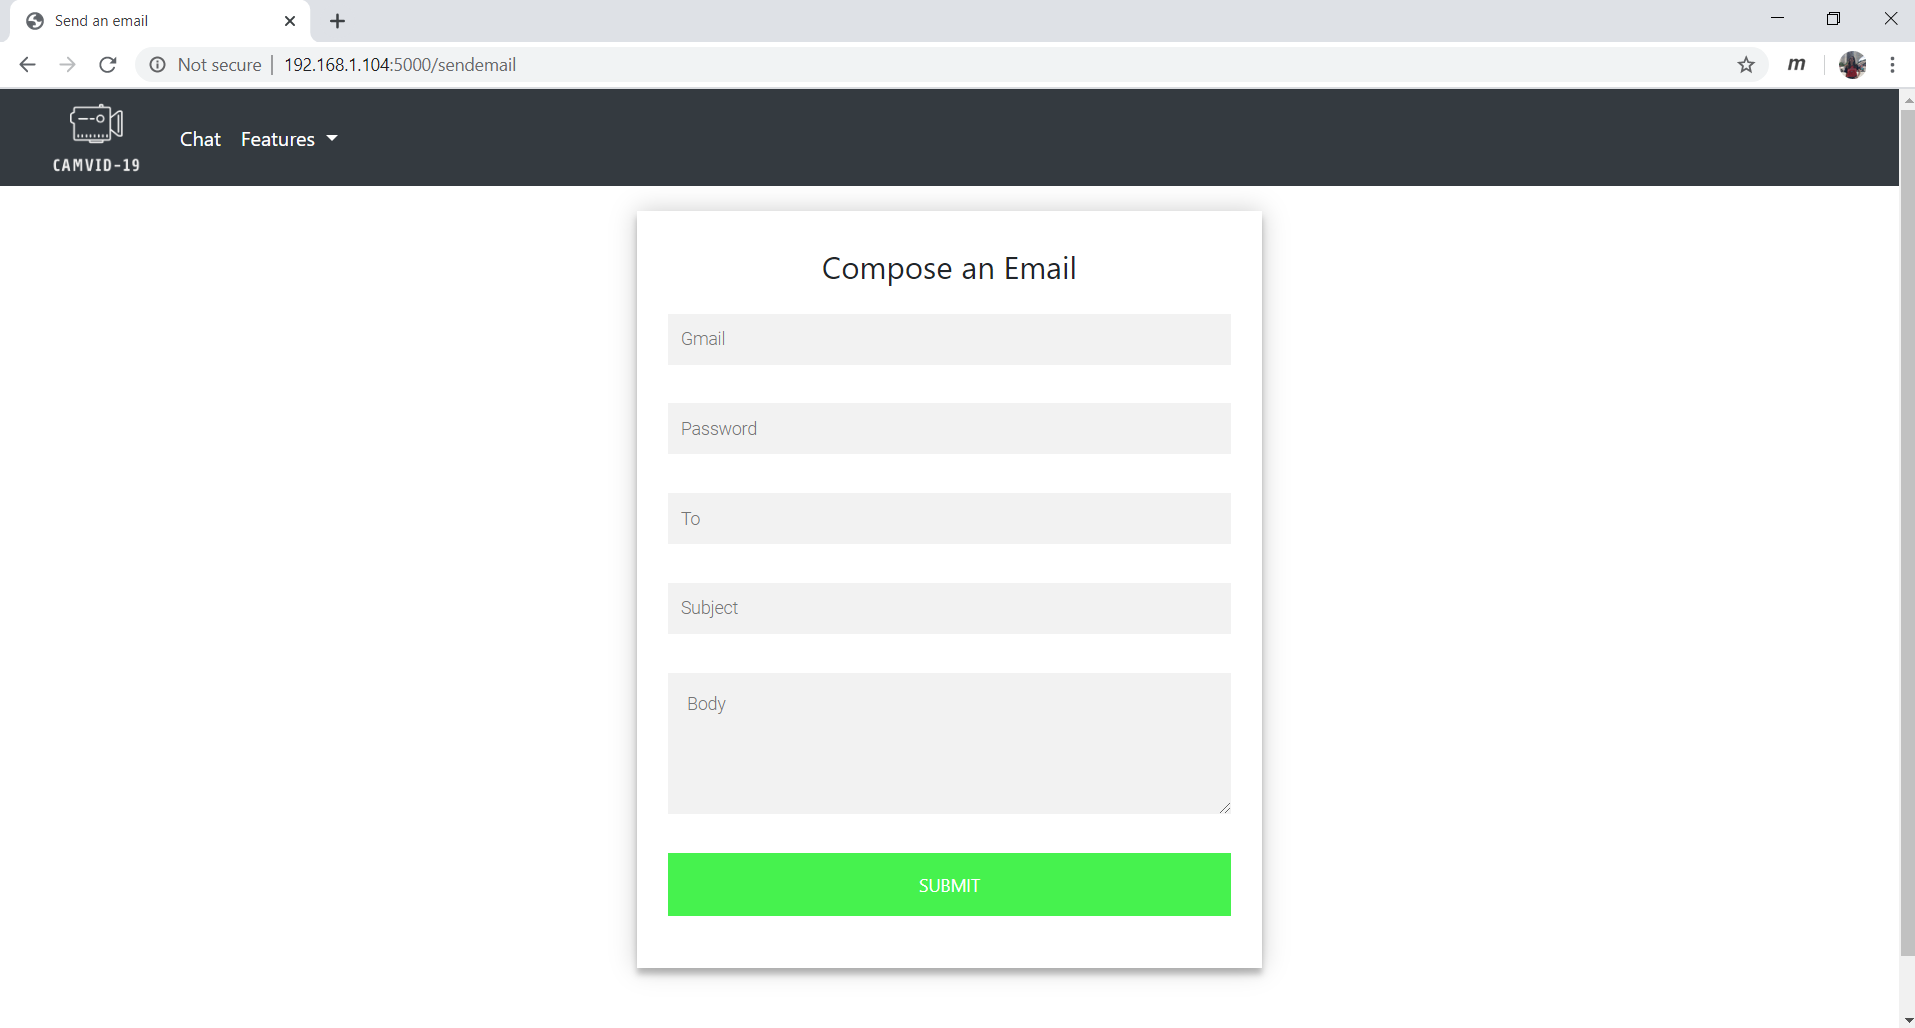 Send an email
Not secure | 192.168.1.104:5000/sendemail
m
CAMVID-19
Chat Features
Compose an Email
Gmail
Password
To
Subject
Body
SUBMIT